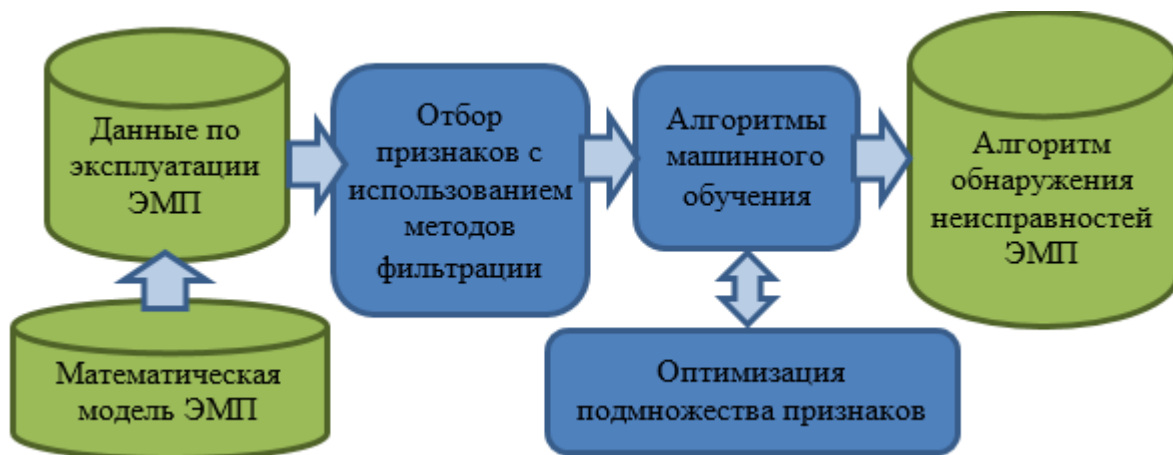 Данные по
эксплуатации
ЭМП
Отбор
признаков с
использованием
методов
фильтрации
Алгоритмы
машинного
обучения
Алгоритм
обнаружения
неисправностей
ЭМП
Математическая
модель ЭМП
Оптимизация
подмножества признаков